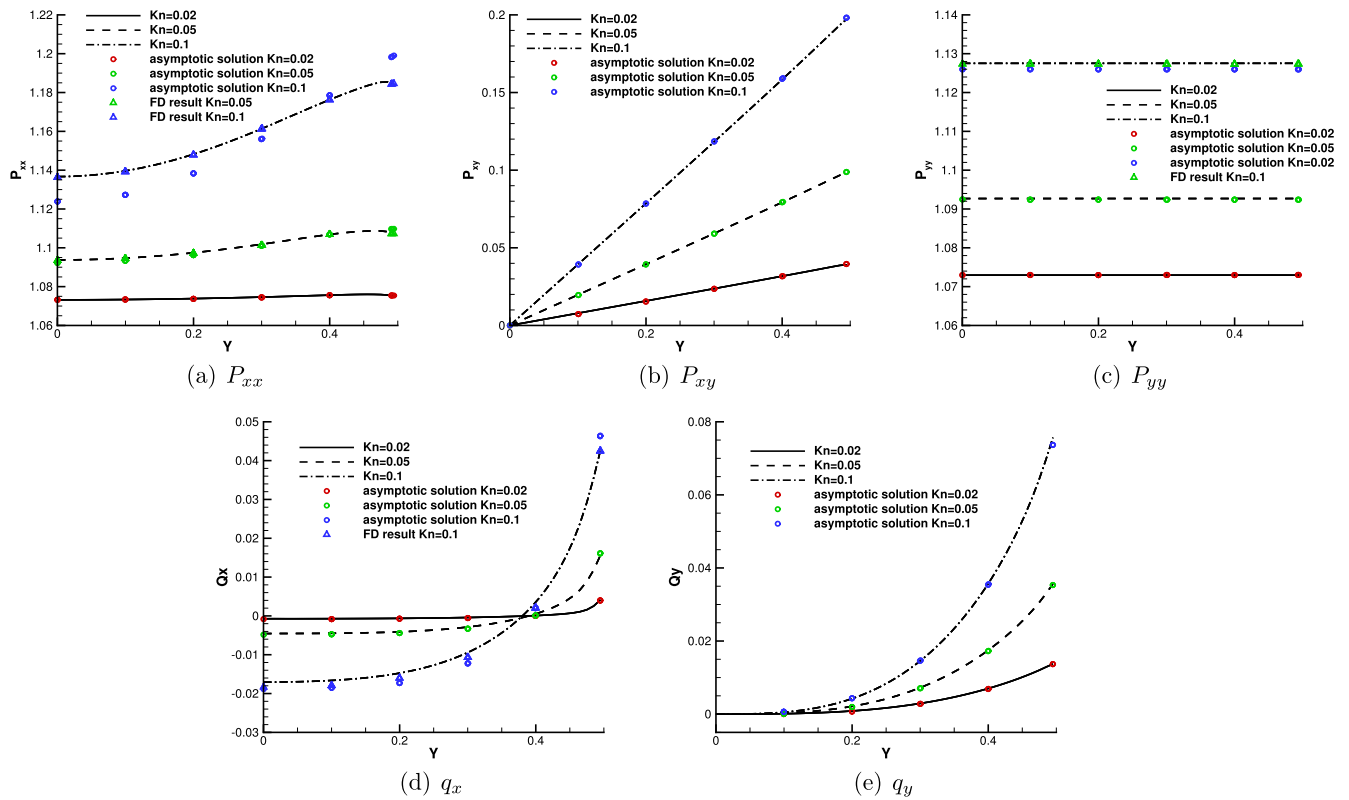 1.22
1.2
1.18
1.16
1.14
1.12
1.1
1.08
1.06
P_xx
0
0.2
0.4
Y
Kn=0.02
Kn=0.05
Kn=0.1
asymptotic solution Kn=0.02
asymptotic solution Kn=0.05
asymptotic solution Kn=0.1
FD result Kn=0.05
FD result Kn=0.1
(a) P_xx
0.2
0.15
0.1
0.05
0
P_xy
0
0.2
0.4
Y
Kn=0.02
Kn=0.05
Kn=0.1
asymptotic solution Kn=0.02
asymptotic solution Kn=0.05
asymptotic solution Kn=0.1
(b) P_xy
1.14
1.13
1.12
1.11
1.1
1.09
1.08
1.07
1.06
P_yy
0
0.2
0.4
Y
Kn=0.02
Kn=0.05
Kn=0.1
asymptotic solution Kn=0.02
asymptotic solution Kn=0.05
asymptotic solution Kn=0.02
FD result Kn=0.1
(c) P_yy
0.05
0.04
0.03
0.02
0.01
0
-0.01
-0.02
-0.03
Qx
0
0.2
0.4
Y
Kn=0.02
Kn=0.05
Kn=0.1
asymptotic solution Kn=0.02
asymptotic solution Kn=0.05
asymptotic solution Kn=0.1
FD result Kn=0.1
(d) q_x
0.08
0.06
0.04
0.02
0
Qy
0.2
0.4
Y
Kn=0.02
Kn=0.05
Kn=0.1
asymptotic solution Kn=0.02
asymptotic solution Kn=0.05
asymptotic solution Kn=0.1
(e) q_y